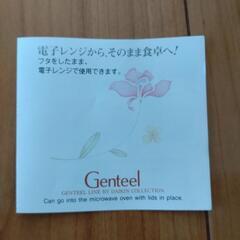 電子レンジから、そのまま食卓へ!
フタをしたまま、
電子レンジで使用できます。
Genteel
GENTEEL LINE BY DAIKIN COLLECTION
Can go into the microwave oven with lids in place.